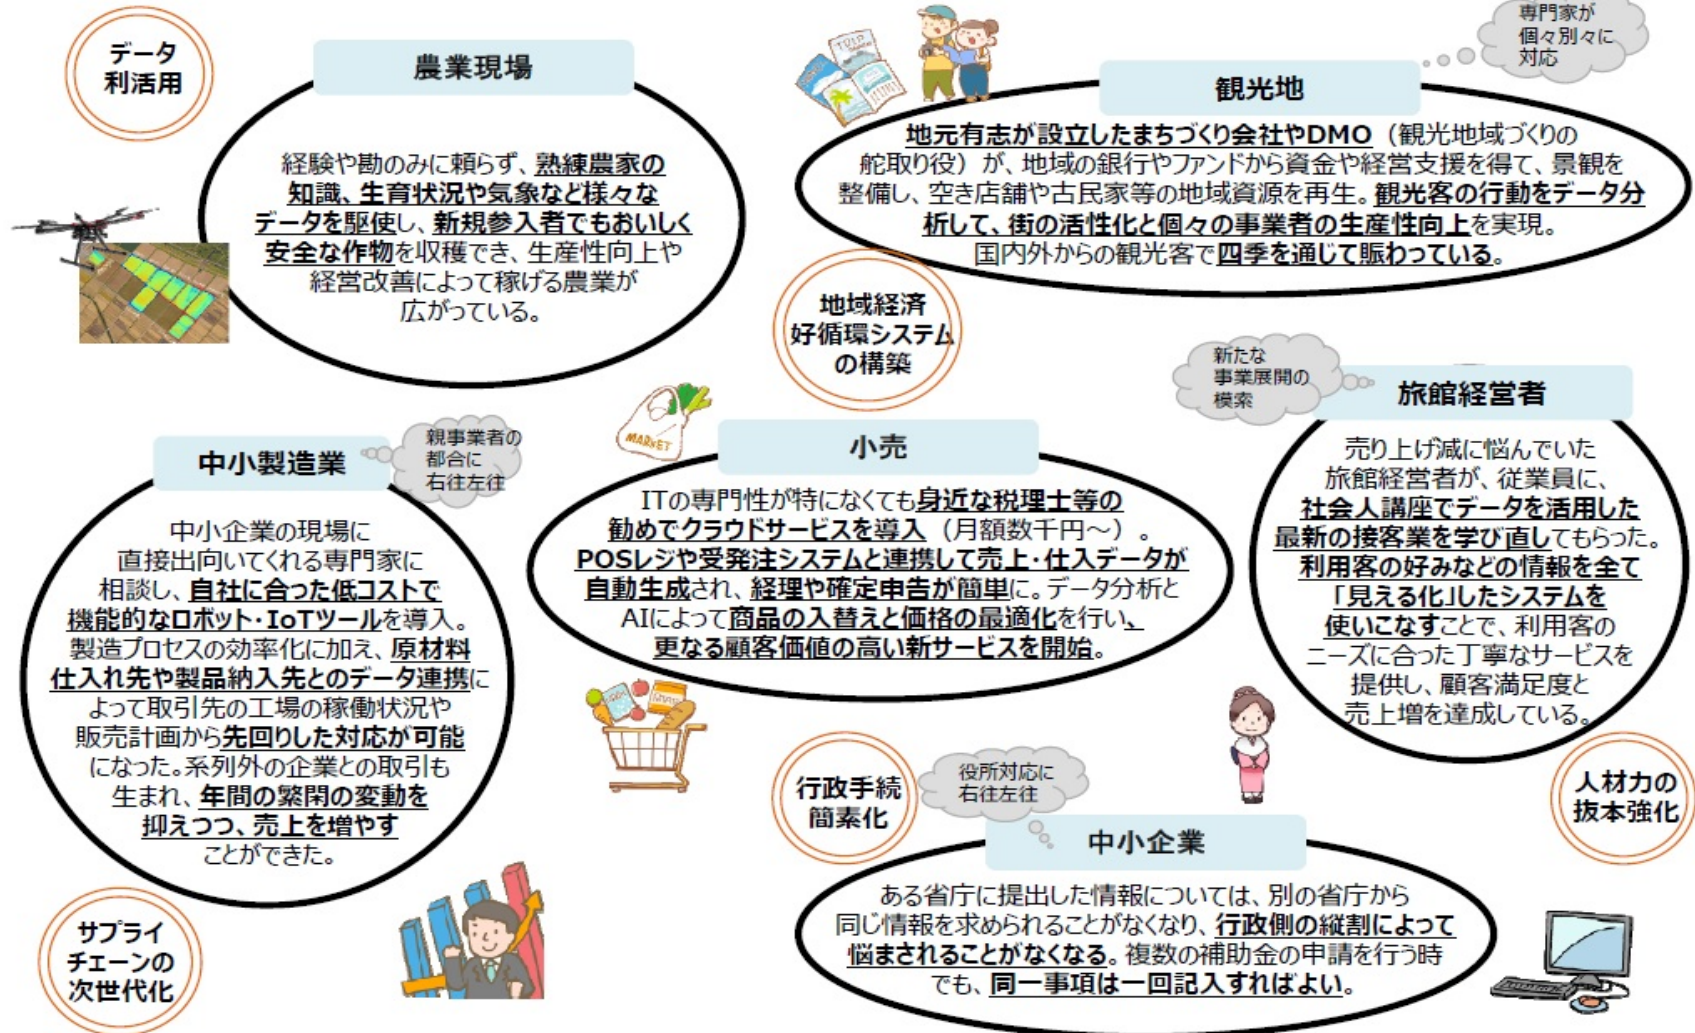 データ
利活用
農業現場
経験や勘のみに頼らず、熟練農家の
知識、生育状況や気象など様々な
データを駆使し、新規参入者でもおいしく
安全な作物を収穫でき、生産性向上や
経営改善によって稼げる農業が
広がっている。
専門家が
個々別々に
対応
観光地
地元有志が設立したまちづくり会社やDMO（観光地域づくりの
舵取り役）が、地域の銀行やファンドから資金や経営支援を得て、景観を
整備し、空き店舗や古民家等の地域資源を再生。観光客の行動をデータ分
析して、街の活性化と個々の事業者の生産性向上を実現。
国内外からの観光客で四季を通じて賑わっている。
TRIP
地域経済
好循環システム
の構築
新たな
事業展開の
模索
旅館経営者
売り上げ減に悩んでいた
旅館経営者が、従業員に、
社会人講座でデータを活用した
最新の接客業を学び直してもらった。
利用客の好みなどの情報を全て
「見える化」したシステムを
使いこなすことで、利用客の
ニーズに合った丁寧なサービスを
提供し、顧客満足度と
売上増を達成している。
人材力の
抜本強化
MARKET
小売
ITの専門性が特になくても身近な税理士等の
勧めでクラウドサービスを導入（月額数千円～）。
POSレジや受発注システムと連携して売上・仕入データが
自動生成され、経理や確定申告が簡単に。データ分析と
AIによって商品の入替えと価格の最適化を行い、
更なる顧客価値の高い新サービスを開始。
中小製造業
親事業者の
都合に
右往左往
中小企業の現場に
直接出向いてくれる専門家に
相談し、自社に合った低コストで
機能的なロボット・IoTツールを導入。
製造プロセスの効率化に加え、原材料
仕入れ先や製品納入先とのデータ連携に
よって取引先の工場の稼働状況や
販売計画から先回りした対応が可能
になった。系列外の企業との取引も
生まれ、年間の繁閑の変動を
抑えつつ、売上を増やす
ことができた。
サプライ
チェーンの
次世代化
行政手続
簡素化
役所対応に
右往左往
中小企業
ある省庁に提出した情報については、別の省庁から
同じ情報を求められることがなくなり、行政側の縦割によって
悩まされることがなくなる。複数の補助金の申請を行う時
でも、同一事項は一回記入すればよい。